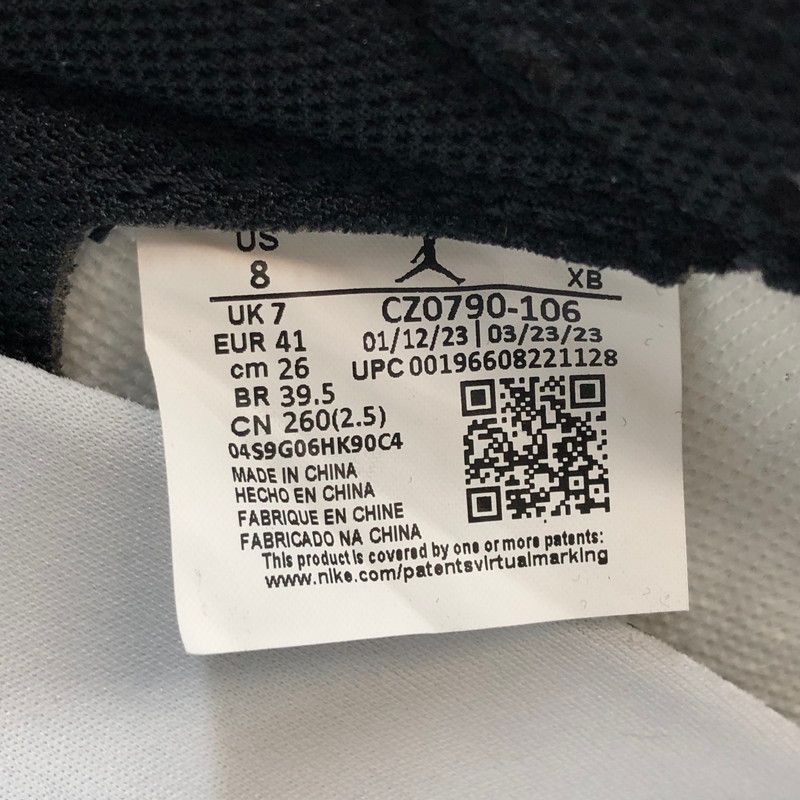 US
8 XB
UK 7 CZ0790-106
EUR 41 01/12/23 | 03/23/23
cm 26 UPC 00196608221128
BR 39.5
CN 260(2.5)
04S9G06HK90C4
MADE IN CHINA
HECHO EN CHINA
FABRIQUE EN CHINE
FABRICADO NA CHINA
This product is covered by one or more patents:
www.nike.com/patentsvirtualmarking